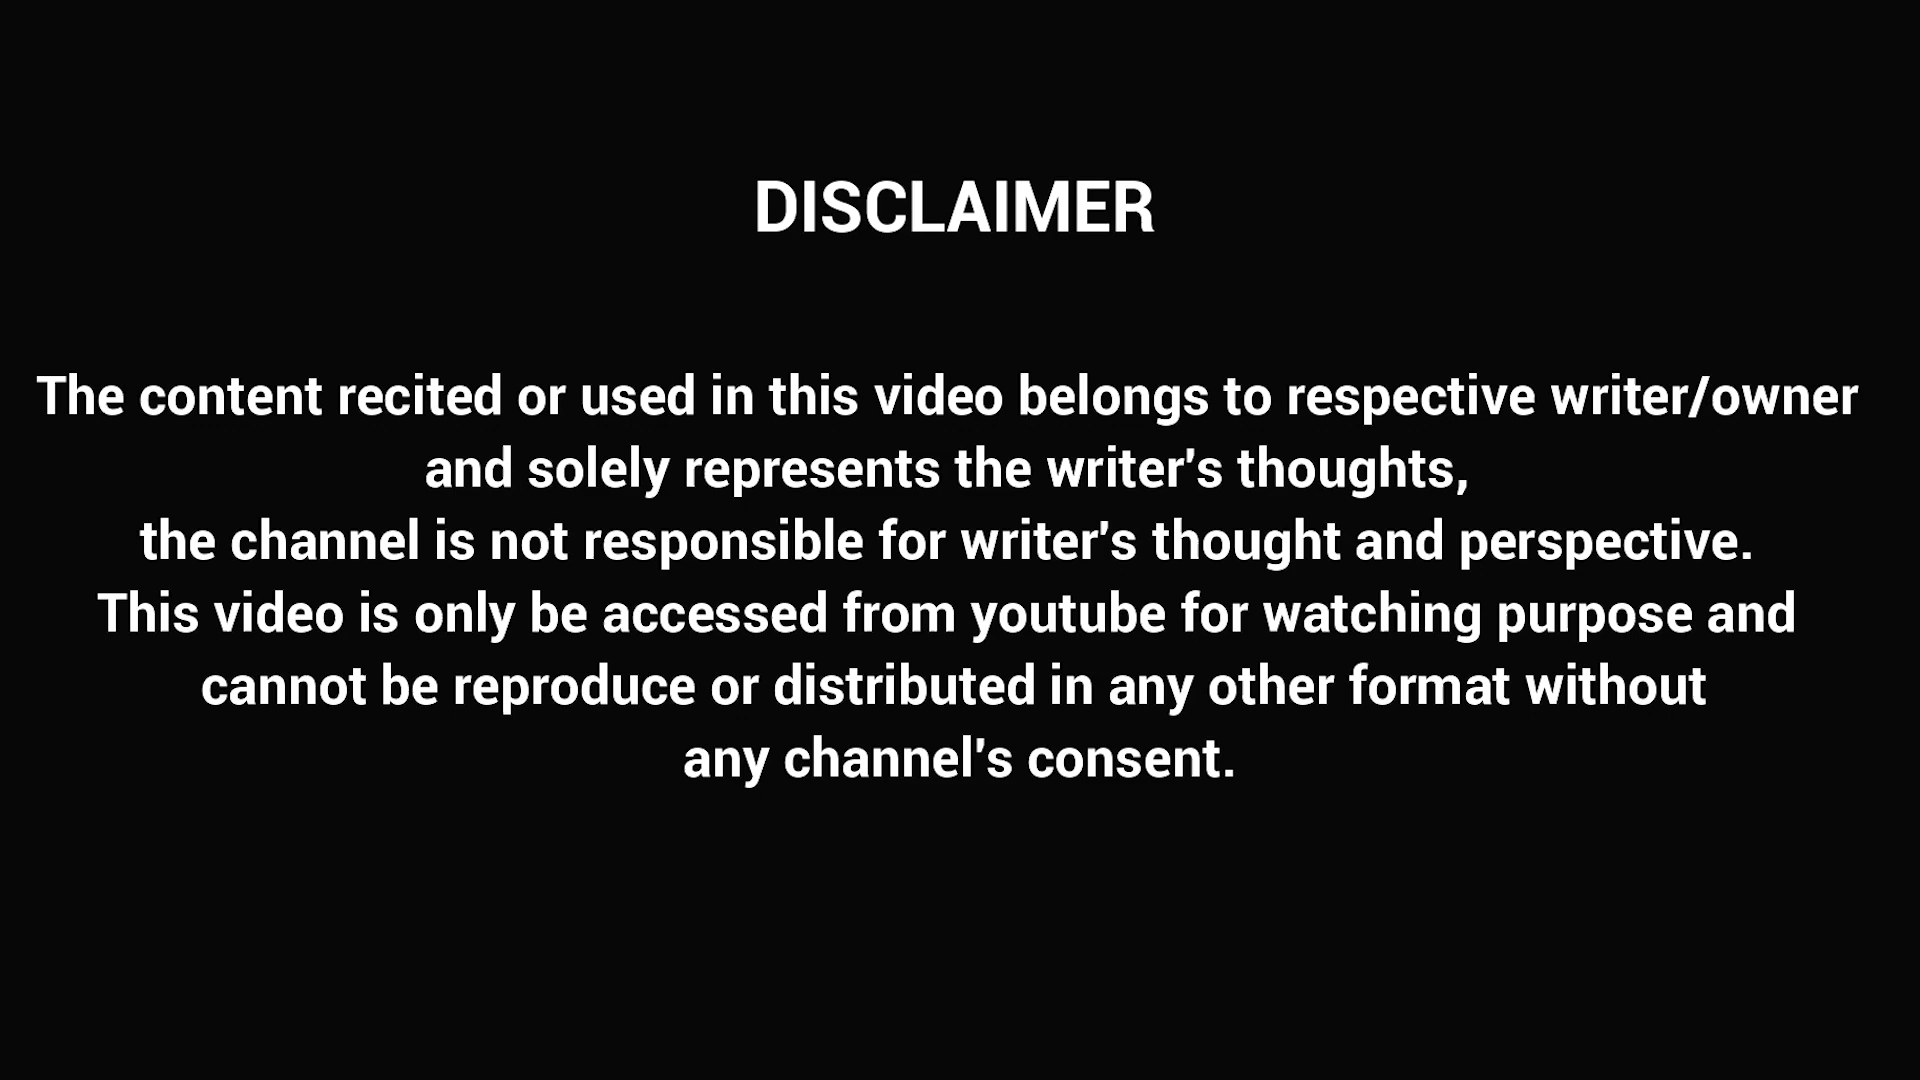 DISCLAIMER
The content recited or used in this video belongs to respective writer/owner
and solely represents the writer's thoughts,
the channel is not responsible for writer's thought and perspective.
This video is only be accessed from youtube for watching purpose and
cannot be reproduce or distributed in any other format without
any channel's consent.